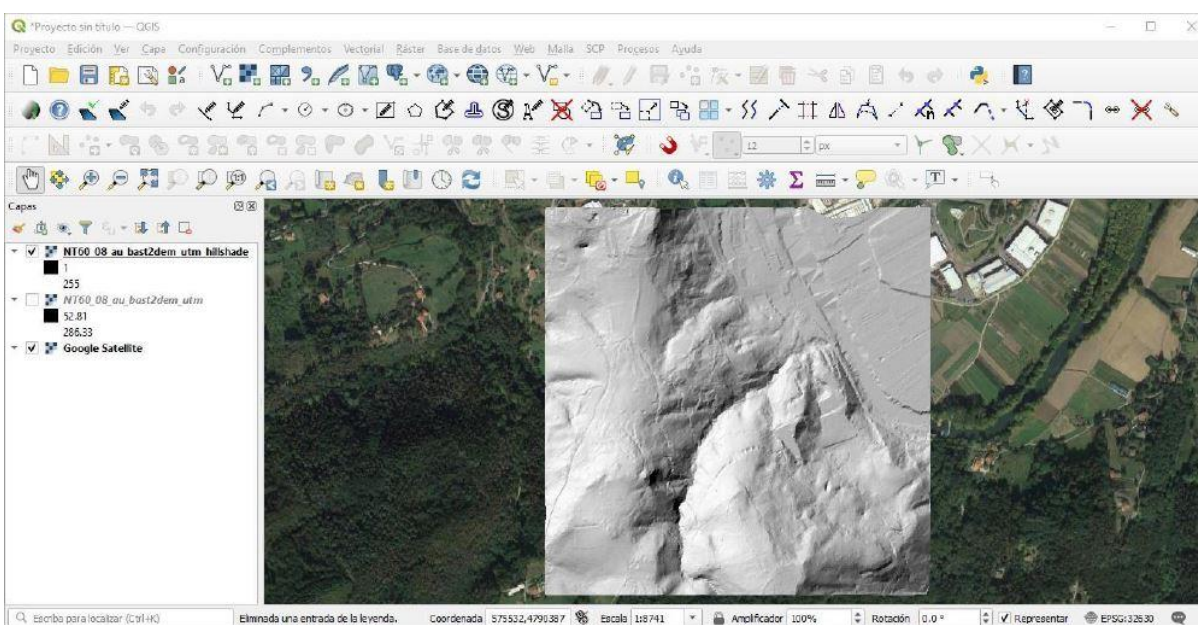 *Proyecto sin título — QGIS
Proyecto Edición Ver Capa Configuración Complementos Vectorial Ráster Base de datos Web Malla SCP Procesos Ayuda
12 px
Capas
NT60_08_au_bast2dem_utm_hillshade
1
255
NT60_08_au_bast2dem_utm
52.81
286.33
Google Satellite
Escriba para localizar (Ctrl+K) Eliminada una entrada de la leyenda. Coordenada 575532,4790387 Escala 1:8741 Amplificador 100% Rotación 0.0 ° Representar EPSG:32630